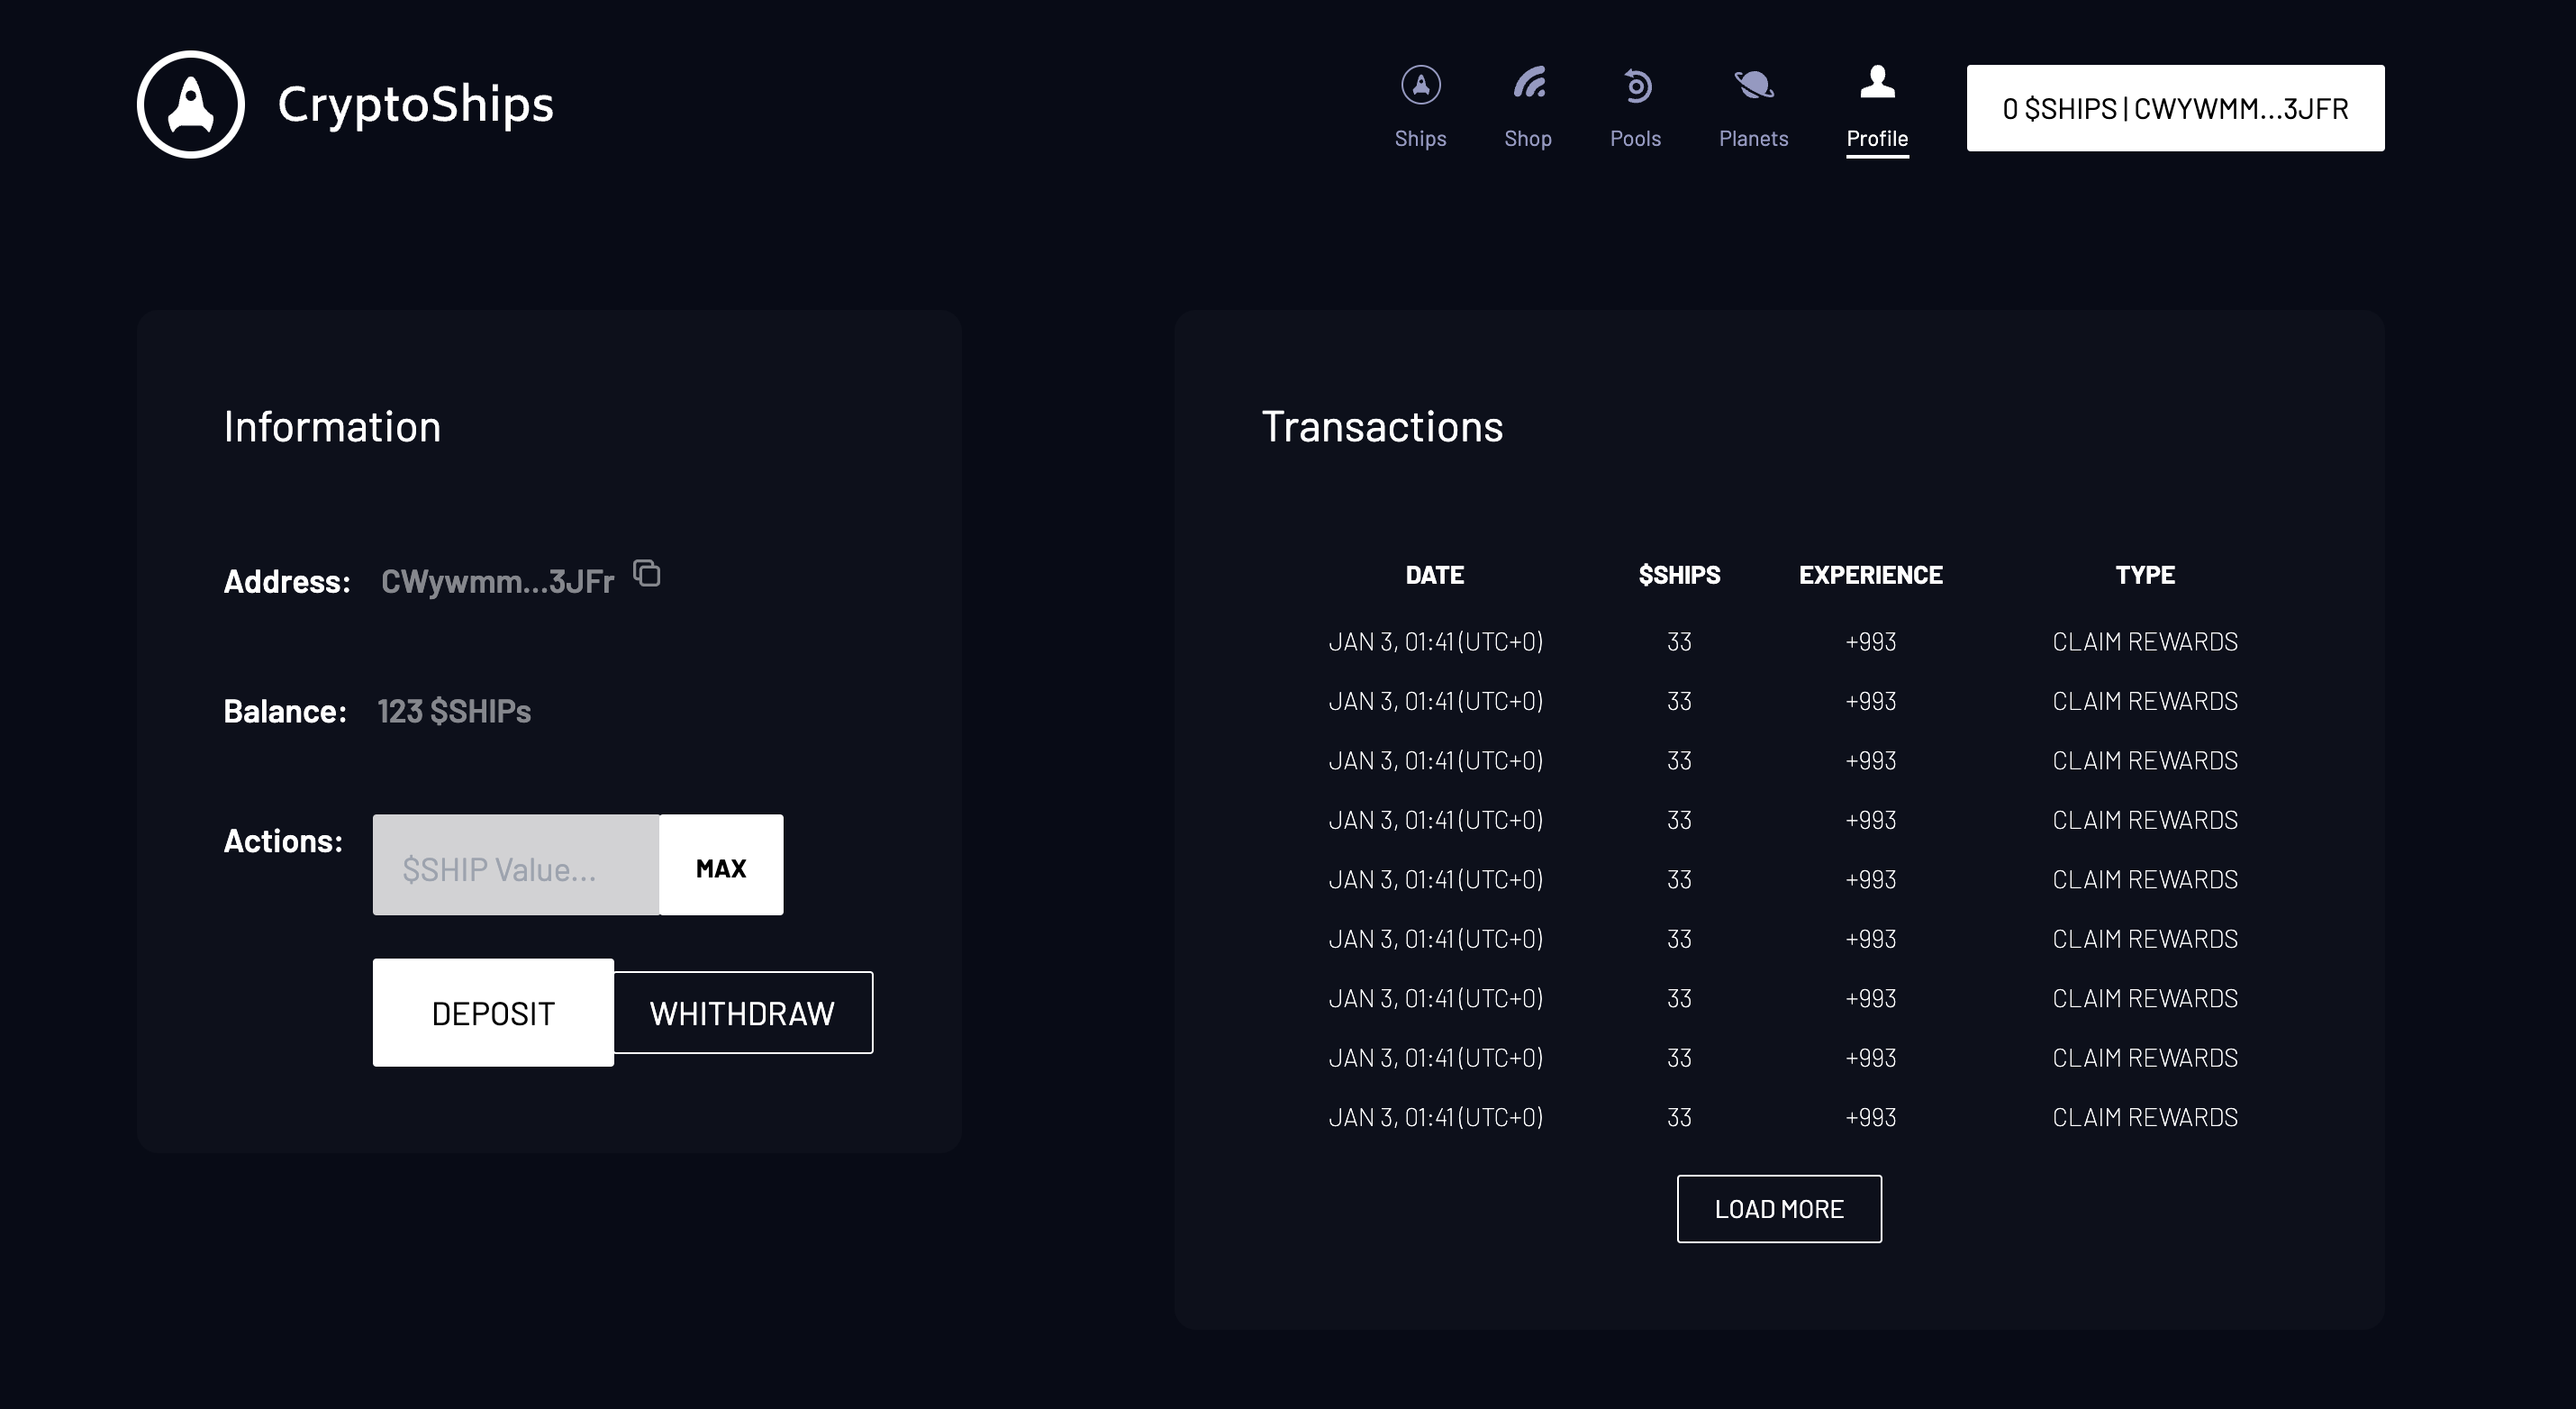 CryptoShips
Ships Shop Pools Planets Profile
0 $SHIPS | CWYWMM...3JFR
Information
Address: CWywmm...3JFr
Balance: 123 $SHIPs
Actions: $SHIP Value... MAX
DEPOSIT WHITHDRAW
Transactions
DATE $SHIPS EXPERIENCE TYPE
JAN 3, 01:41 (UTC+0) 33 +993 CLAIM REWARDS
JAN 3, 01:41 (UTC+0) 33 +993 CLAIM REWARDS
JAN 3, 01:41 (UTC+0) 33 +993 CLAIM REWARDS
JAN 3, 01:41 (UTC+0) 33 +993 CLAIM REWARDS
JAN 3, 01:41 (UTC+0) 33 +993 CLAIM REWARDS
JAN 3, 01:41 (UTC+0) 33 +993 CLAIM REWARDS
JAN 3, 01:41 (UTC+0) 33 +993 CLAIM REWARDS
JAN 3, 01:41 (UTC+0) 33 +993 CLAIM REWARDS
JAN 3, 01:41 (UTC+0) 33 +993 CLAIM REWARDS
LOAD MORE